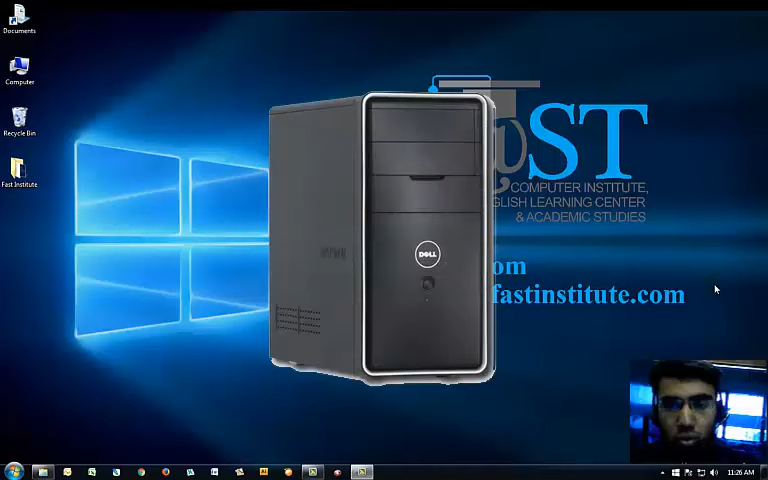 Documents
Computer
Recycle Bin
Fast Institute
ST
COMPUTER INSTITUTE,
GLISH LEARNING CENTER
& ACADEMIC STUDIES
DELL
om
fastinstitute.com
11:26 AM